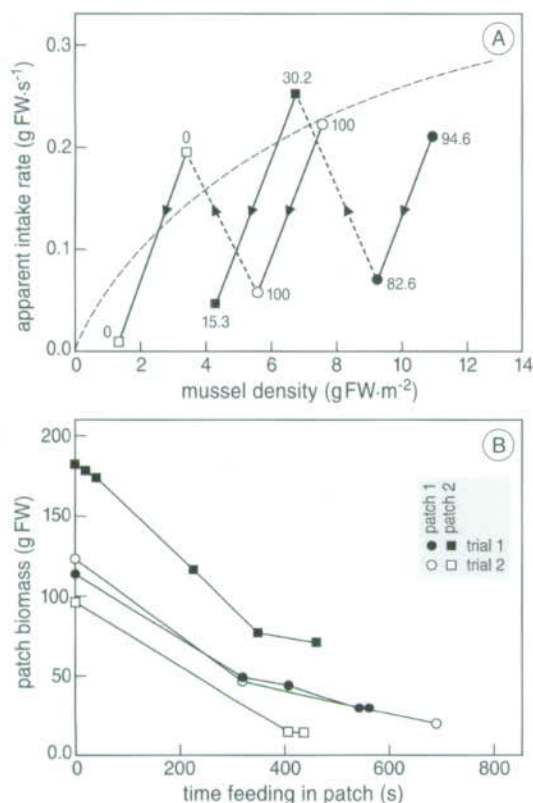 A
apparent intake rate (g FW·s⁻¹)
0.3
0.2
0.1
0.0
0
30.2
100
94.6
100
82.6
15.3
0
0 2 4 6 8 10 12 14
mussel density (g FW·m⁻²)
B
patch biomass (g FW)
200
150
100
50
0.0
patch 1
patch 2
trial 1
trial 2
0 200 400 600 800
time feeding in patch (s)